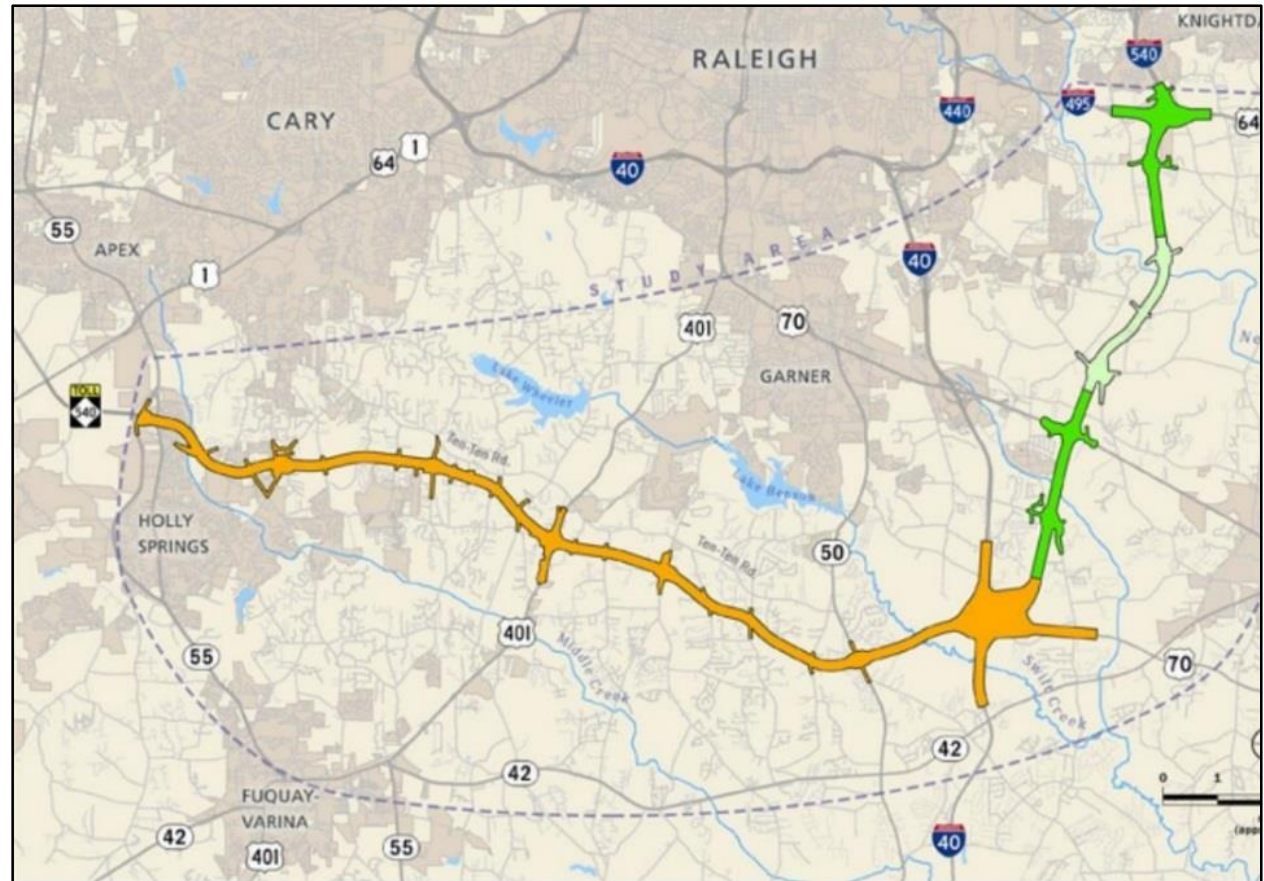 KNIGHTD
RALEIGH
540
495
440
64
CARY
1
64
40
55
APEX
1
40
STUDY AREA
401
70
GARNER
Lake Wheeler
TOLL
540
Ten-Ten Rd.
Lake Benson
HOLLY
SPRINGS
Ten-Ten Rd.
50
401
Middle Creek
55
Swift Creek
70
42
42
0 1
FUQUAY-
VARINA
42
401
55
40
(app